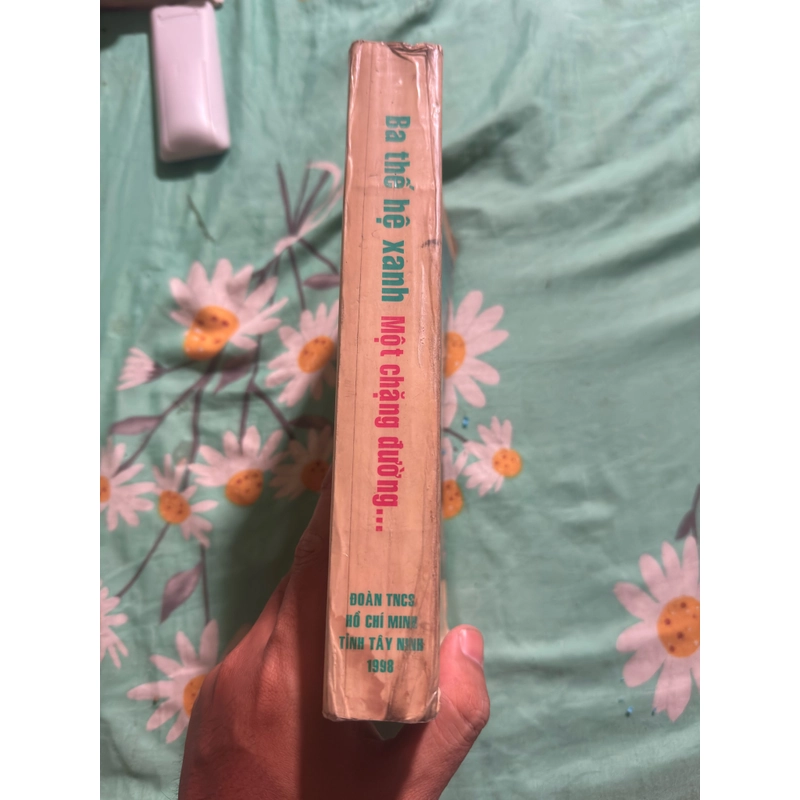 Ba thế hệ xanh Một chặng đường...
ĐOÀN TNCS
HỒ CHÍ MINH
TỈNH TÂY NINH
1998